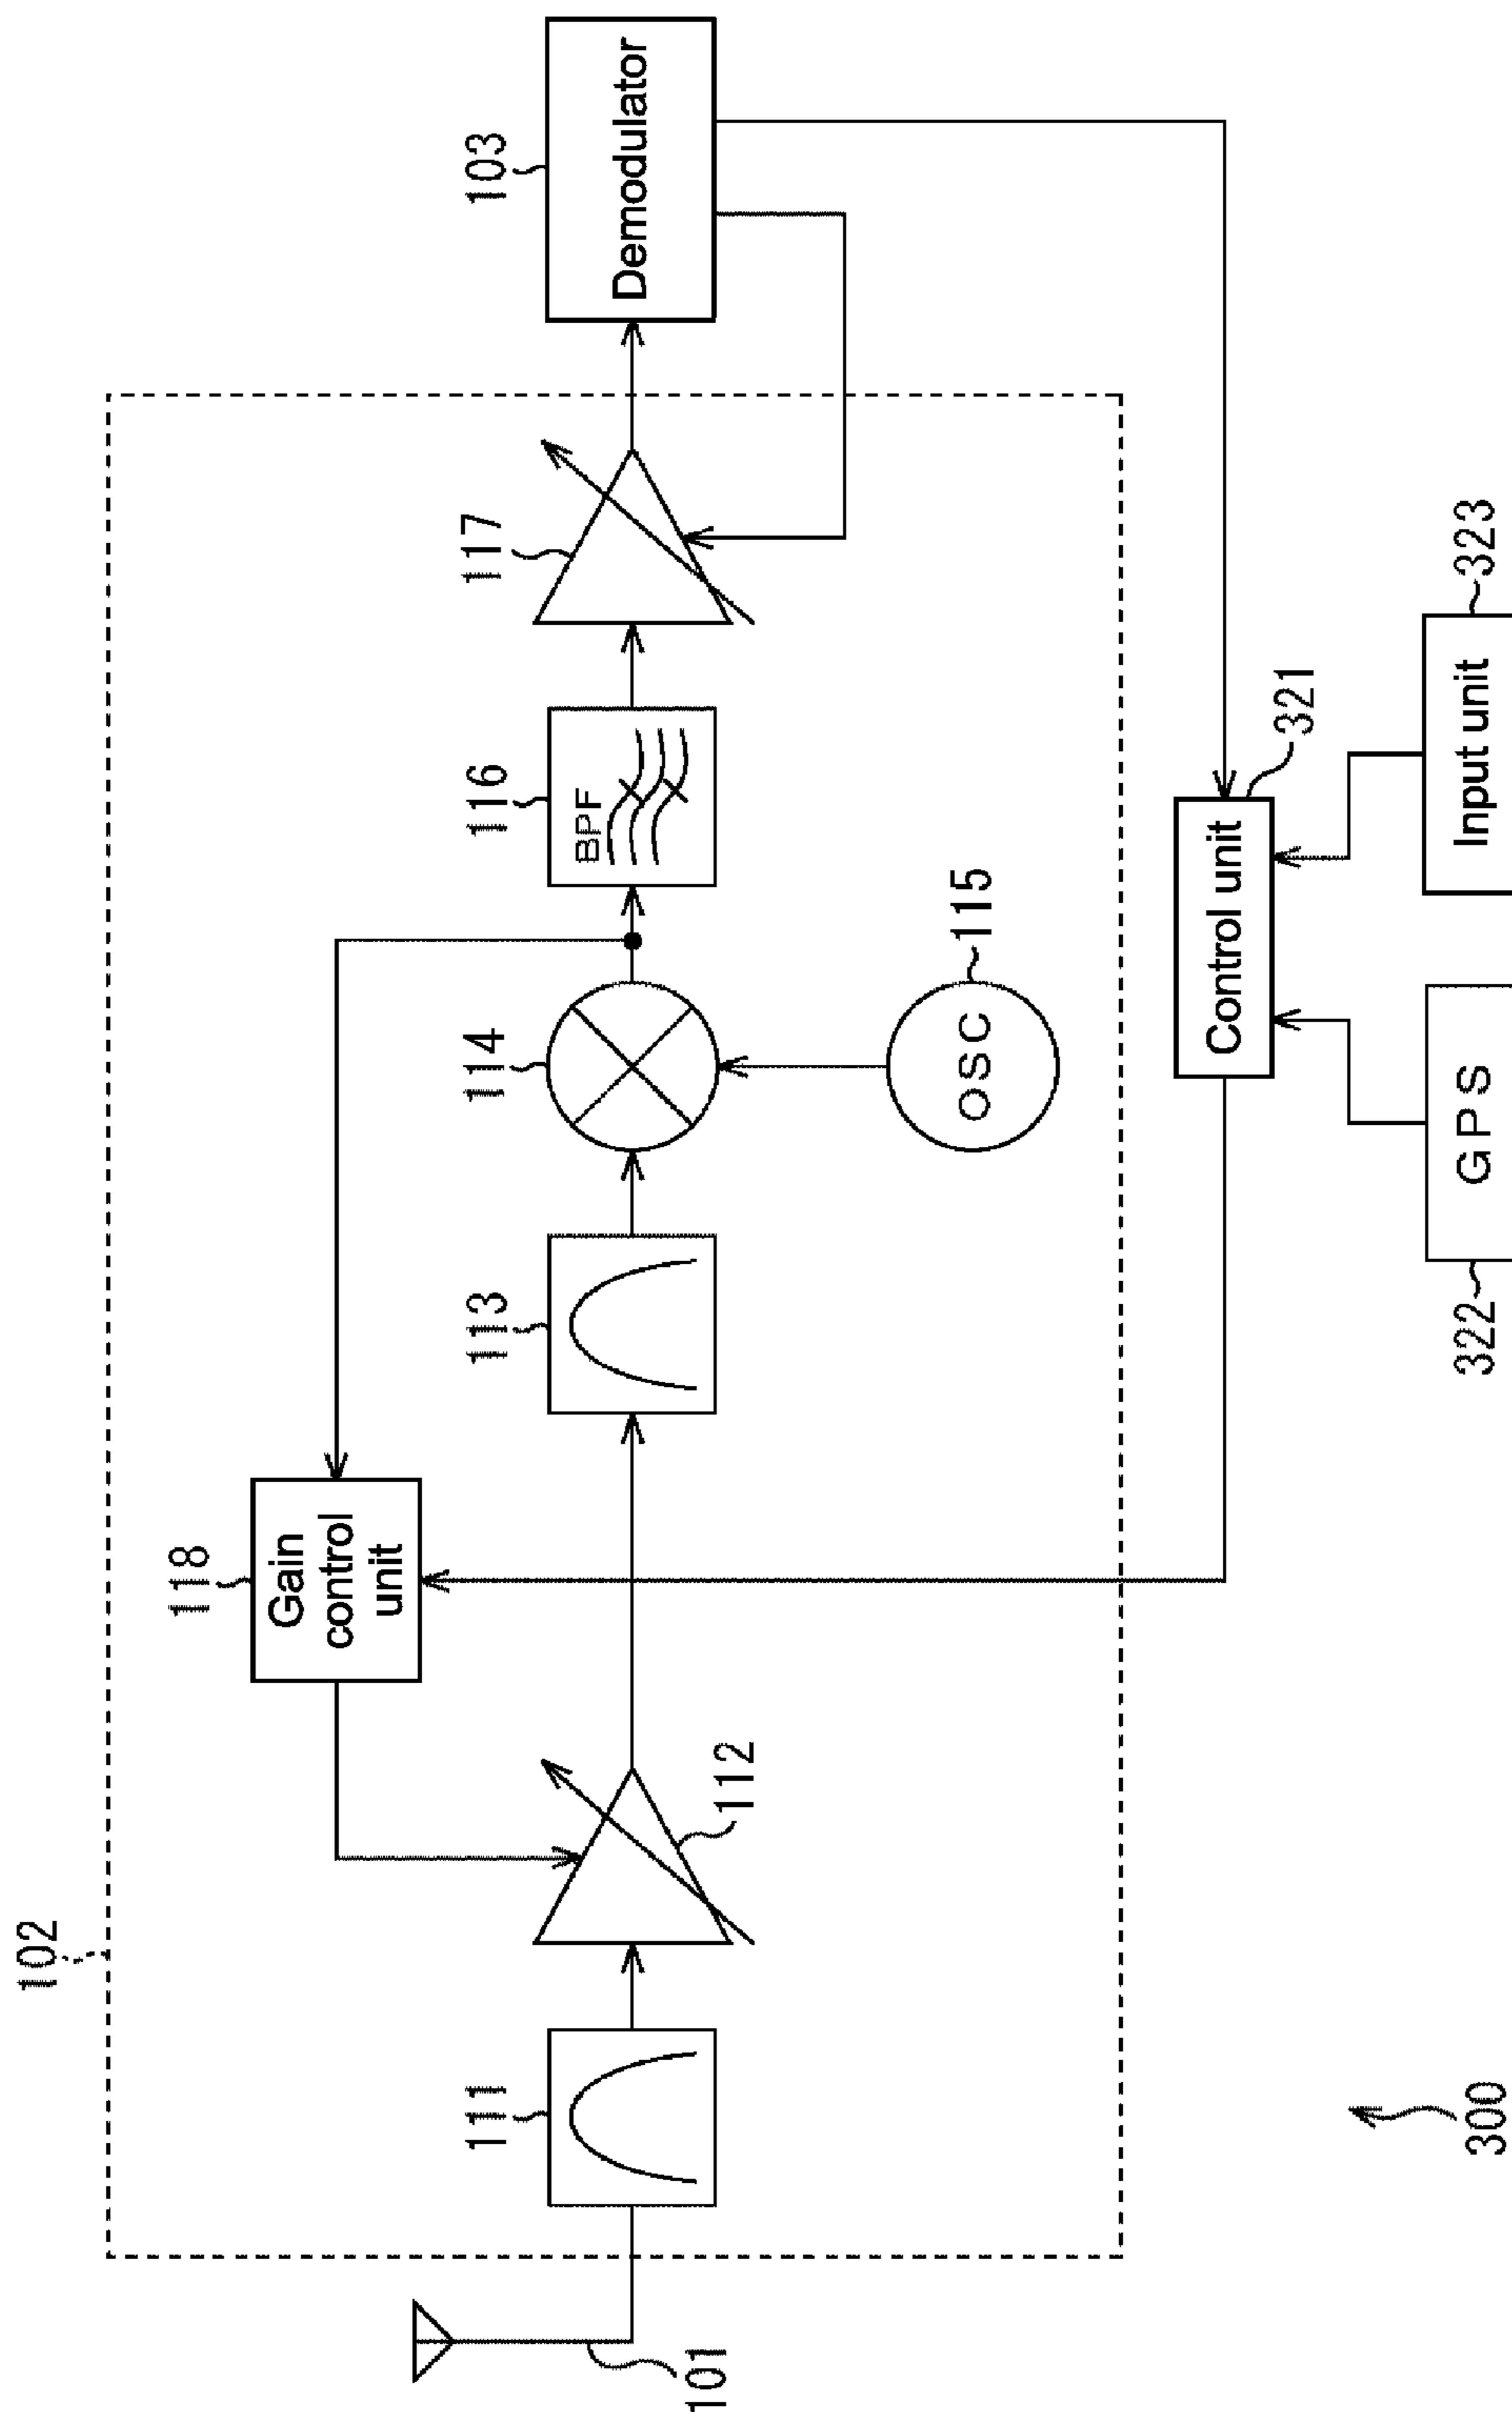 102
118
Gain
control
unit
101
111
112
113
114
116
BPF
117
103
Demodulator
115
OSC
321
Control unit
322
GPS
323
Input unit
300